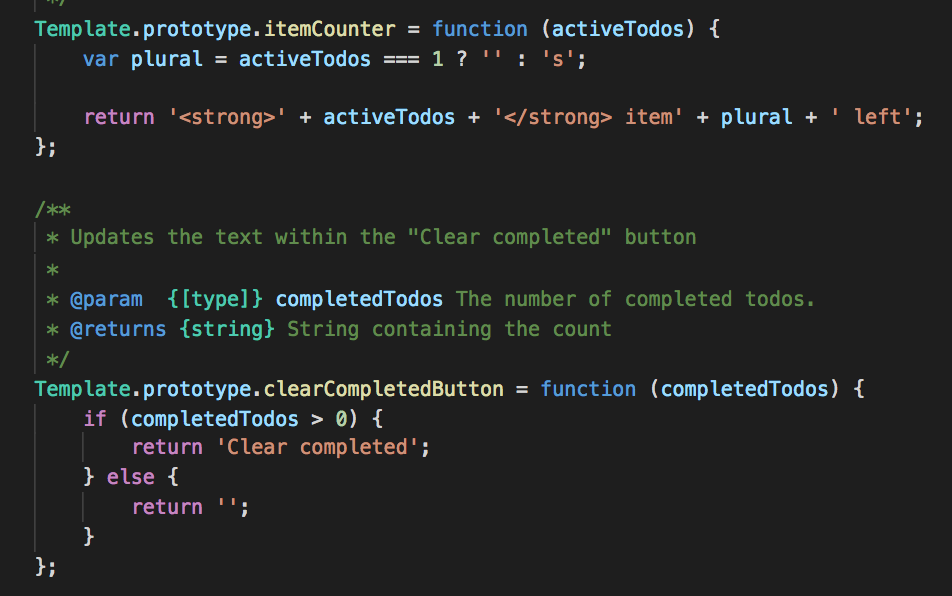 */
Template.prototype.itemCounter = function (activeTodos) {
    var plural = activeTodos === 1 ? '' : 's';

    return '<strong>' + activeTodos + '</strong> item' + plural + ' left';
};

/**
 * Updates the text within the "Clear completed" button
 *
 * @param  {[type]} completedTodos The number of completed todos.
 * @returns {string} String containing the count
 */
Template.prototype.clearCompletedButton = function (completedTodos) {
    if (completedTodos > 0) {
        return 'Clear completed';
    } else {
        return '';
    }
};